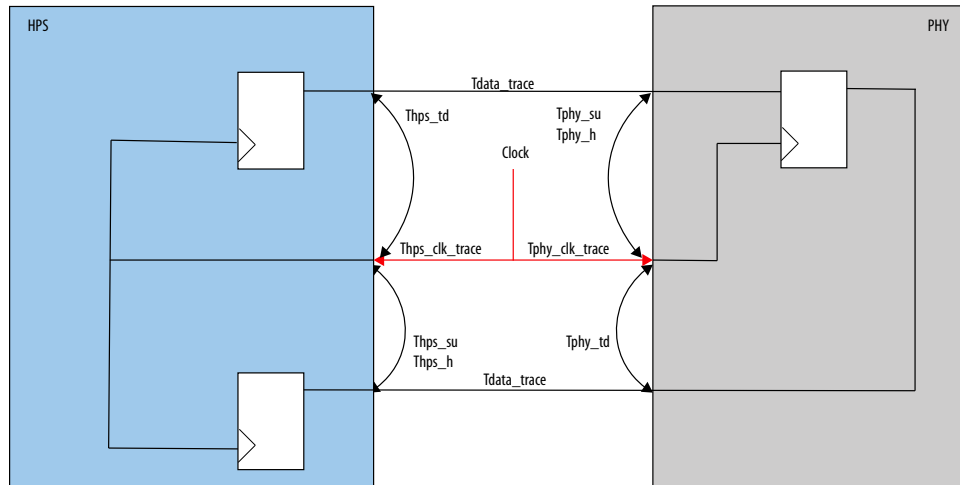 HPS
PHY
Tdata_trace
Thps_td
Tphy_su
Tphy_h
Clock
Thps_clk_trace
Tphy_clk_trace
Thps_su
Thps_h
Tphy_td
Tdata_trace